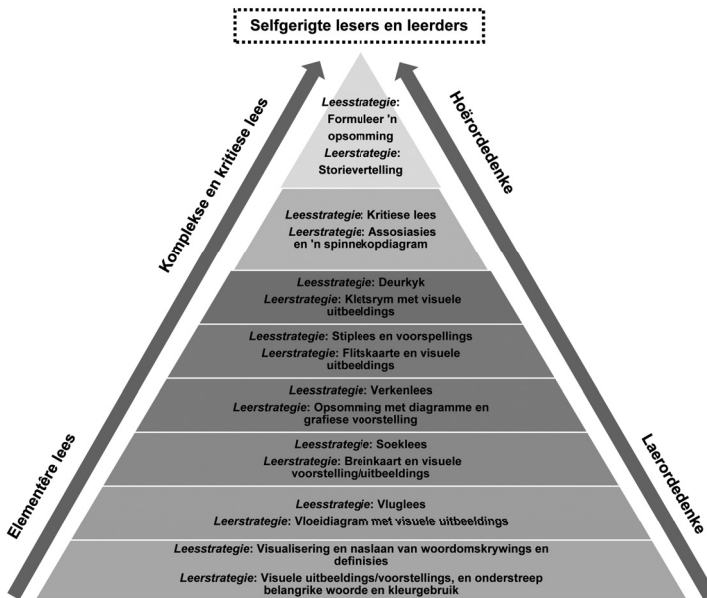 Selfgerigte lesers en leerders
Komplekse en kritiese lees
Elementêre lees
Hoërordedenke
Laerordedenke
Leesstrategie:
Formuleer 'n
opsomming
Leerstrategie:
Storievertelling
Leesstrategie: Kritiese lees
Leerstrategie: Assosiasies
en 'n spinnekopdiagram
Leesstrategie: Deurkyk
Leerstrategie: Kletsrym met visuele
uitbeeldings
Leesstrategie: Stiplees en voorspellings
Leerstrategie: Flitskaarte en visuele
uitbeeldings
Leesstrategie: Verkenlees
Leerstrategie: Opsomming met diagramme en
grafiese voorstelling
Leesstrategie: Soeklees
Leerstrategie: Breinkaart en visuele
voorstelling/uitbeeldings
Leesstrategie: Vluglees
Leerstrategie: Vloeidiagram met visuele uitbeeldings
Leesstrategie: Visualisering en naslaan van woordomskrywings en
definisies
Leerstrategie: Visuele uitbeeldings/voorstellings, en onderstreep
belangrike woorde en kleurgebruik